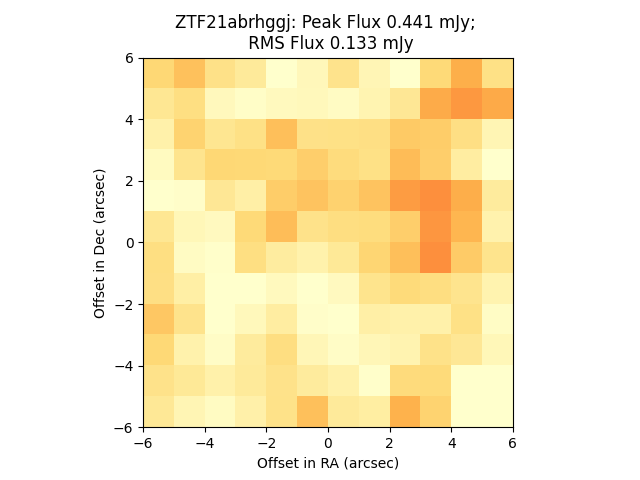 ZTF21abrhggj: Peak Flux 0.441 mJy;
RMS Flux 0.133 mJy
6
4
2
0
−2
−4
−6
Offset in Dec (arcsec)
−6 −4 −2 0 2 4 6
Offset in RA (arcsec)